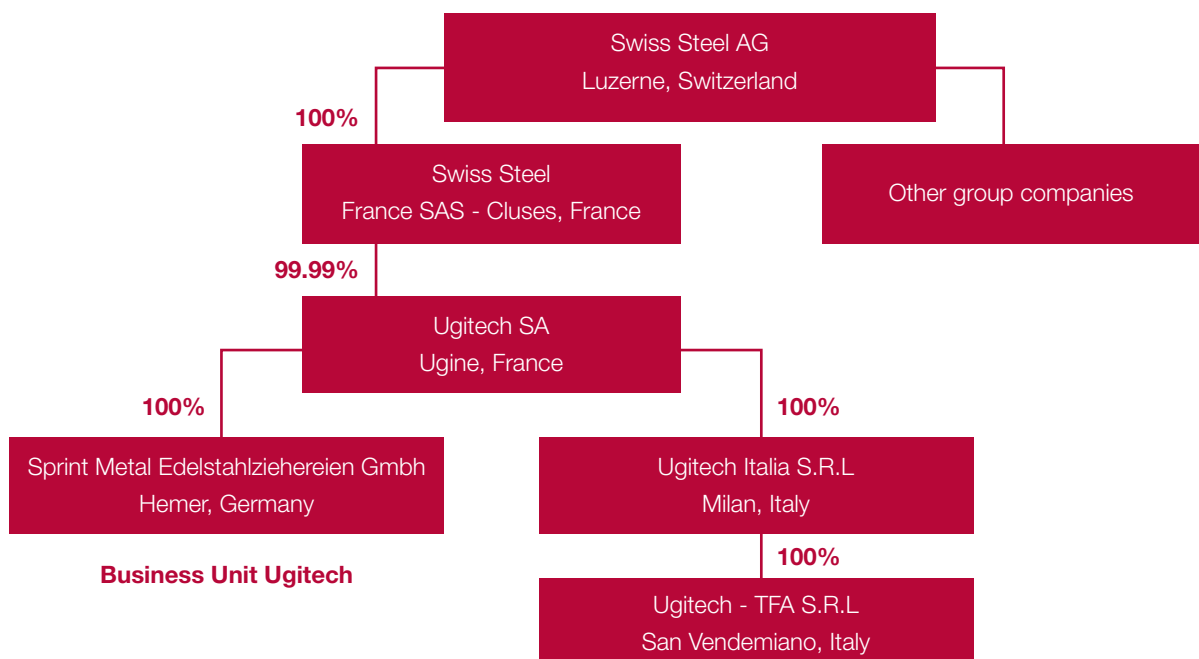 Swiss Steel AG
Luzerne, Switzerland
100%
Swiss Steel
France SAS - Cluses, France
Other group companies
99.99%
Ugitech SA
Ugine, France
100%
100%
Sprint Metal Edelstahlziehereien Gmbh
Hemer, Germany
Ugitech Italia S.R.L
Milan, Italy
Business Unit Ugitech
100%
Ugitech - TFA S.R.L
San Vendemiano, Italy